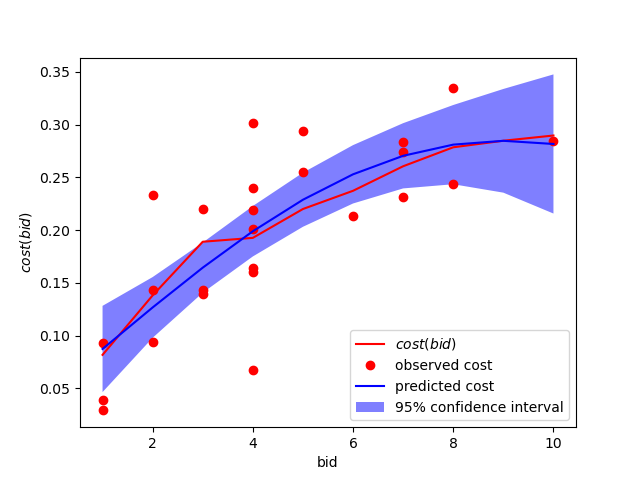 0.35
0.30
0.25
0.20
0.15
0.10
0.05
cost(bid)
2
4
6
8
10
bid
cost(bid)
observed cost
predicted cost
95% confidence interval